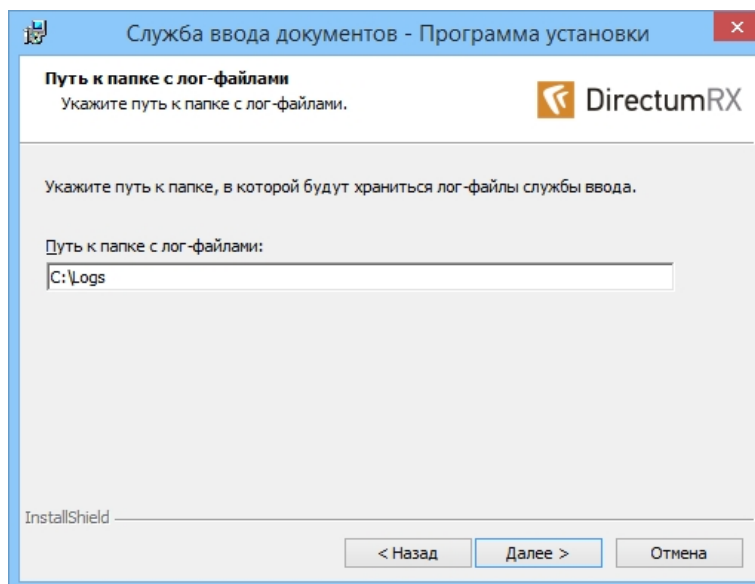 Служба ввода документов - Программа установки
Путь к папке с лог-файлами
Укажите путь к папке с лог-файлами.
DirectumRX
Укажите путь к папке, в которой будут храниться лог-файлы службы ввода.
Путь к папке с лог-файлами:
C:\Logs
InstallShield
< Назад
Далее >
Отмена